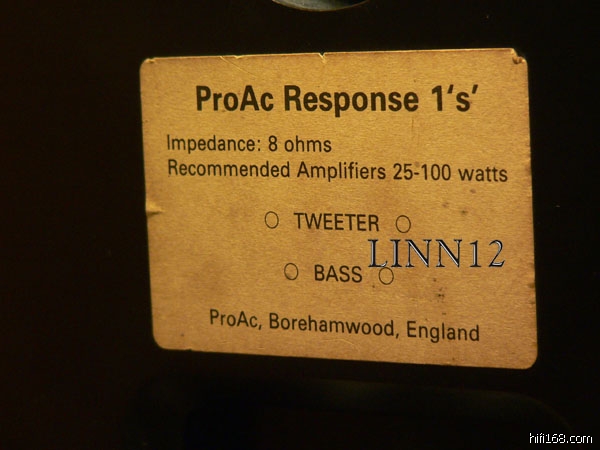 ProAc Response 1‘s’
Impedance: 8 ohms
Recommended Amplifiers 25-100 watts
TWEETER
LINN12
BASS
ProAc, Borehamwood, England
hifi168.com